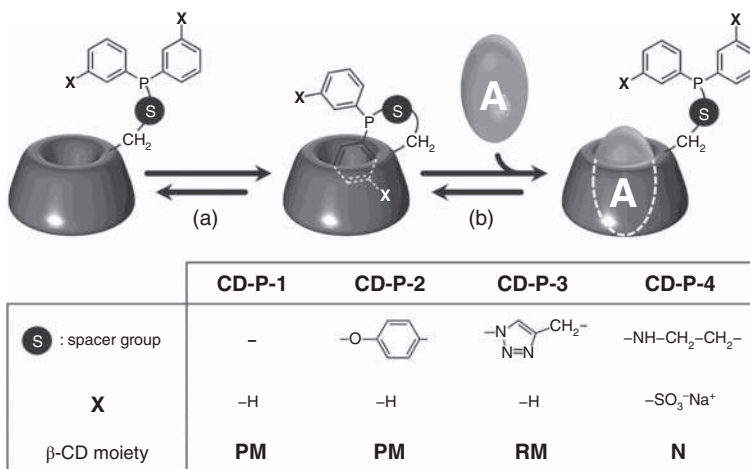 X
X
P
S
CH₂
(a)
X
P
S
CH₂
X
A
(b)
X
X
P
S
CH₂
A
CD-P-1 CD-P-2 CD-P-3 CD-P-4
S : spacer group – –O– –N N N CH₂– –NH–CH₂–CH₂–
X –H –H –H –SO₃⁻Na⁺
β-CD moiety PM PM RM N